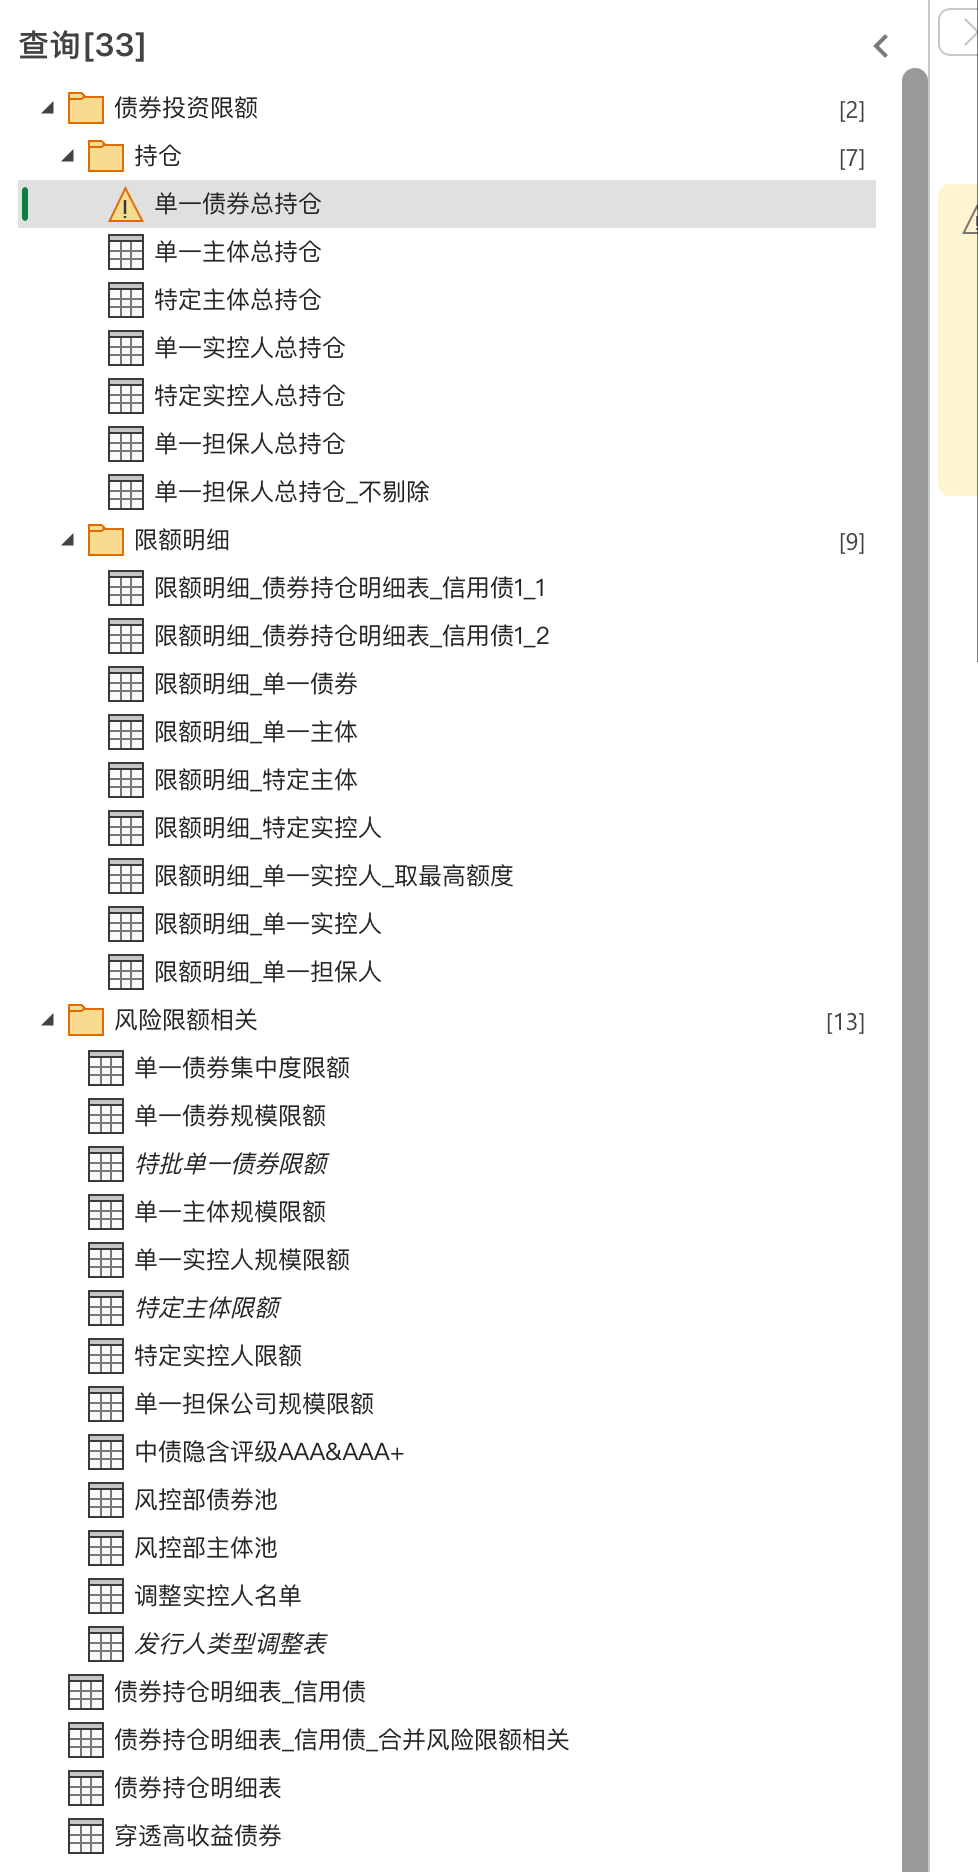 查询[33]
债券投资限额 [2]
持仓 [7]
单一债券总持仓
单一主体总持仓
特定主体总持仓
单一实控人总持仓
特定实控人总持仓
单一担保人总持仓
单一担保人总持仓_不剔除
限额明细 [9]
限额明细_债券持仓明细表_信用债1_1
限额明细_债券持仓明细表_信用债1_2
限额明细_单一债券
限额明细_单一主体
限额明细_特定主体
限额明细_特定实控人
限额明细_单一实控人_取最高额度
限额明细_单一实控人
限额明细_单一担保人
风险限额相关 [13]
单一债券集中度限额
单一债券规模限额
特批单一债券限额
单一主体规模限额
单一实控人规模限额
特定主体限额
特定实控人限额
单一担保公司规模限额
中债隐含评级AAA&AAA+
风控部债券池
风控部主体池
调整实控人名单
发行人类型调整表
债券持仓明细表_信用债
债券持仓明细表_信用债_合并风险限额相关
债券持仓明细表
穿透高收益债券